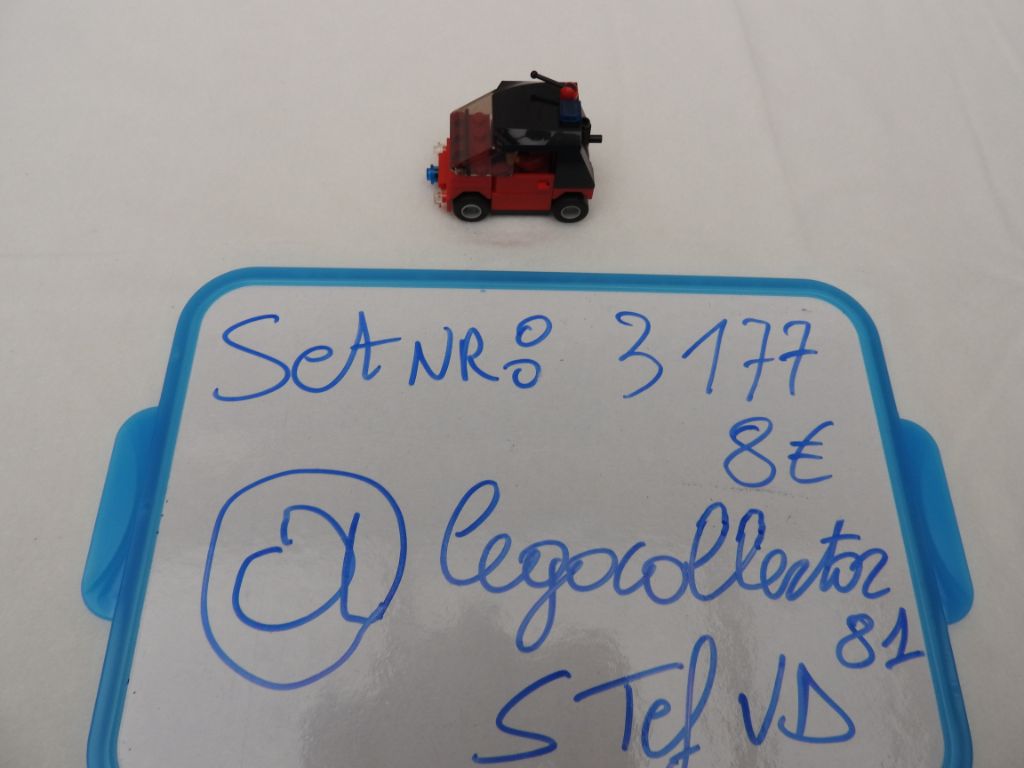 Set NR: 3177
8€
@ legocollector
81
STef VD